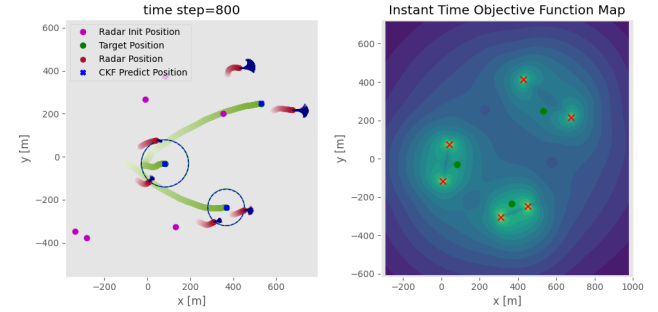 time step=800
Radar Init Position
Target Position
Radar Position
CKF Predict Position
600
400
200
0
−200
−400
y [m]
−200
0
200
400
600
x [m]
Instant Time Objective Function Map
600
400
200
0
−200
−400
−600
y [m]
−200
0
200
400
600
800
1000
x [m]